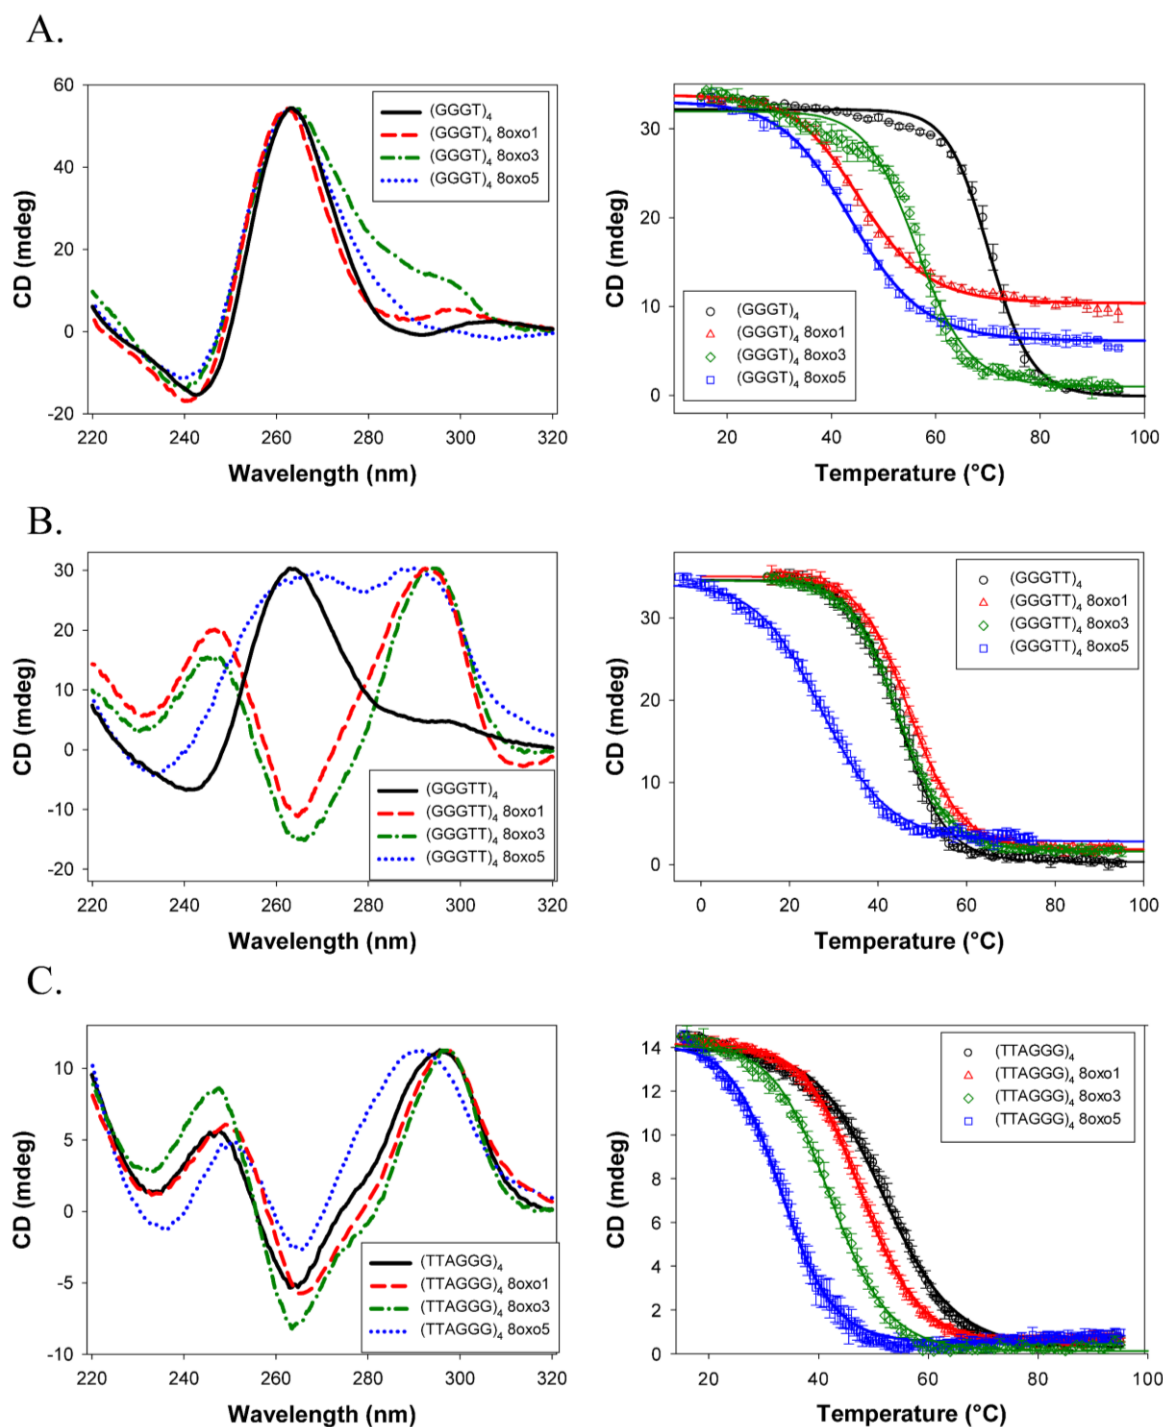 A.
60
40
20
0
-20
CD (mdeg)
(GGGT)4
(GGGT)4 8oxo1
(GGGT)4 8oxo3
(GGGT)4 8oxo5
220 240 260 280 300 320
Wavelength (nm)
30
20
10
0
CD (mdeg)
(GGGT)4
(GGGT)4 8oxo1
(GGGT)4 8oxo3
(GGGT)4 8oxo5
20 40 60 80 100
Temperature (°C)
B.
30
20
10
0
-10
-20
CD (mdeg)
(GGGTT)4
(GGGTT)4 8oxo1
(GGGTT)4 8oxo3
(GGGTT)4 8oxo5
220 240 260 280 300 320
Wavelength (nm)
30
20
10
0
CD (mdeg)
(GGGTT)4
(GGGTT)4 8oxo1
(GGGTT)4 8oxo3
(GGGTT)4 8oxo5
0 20 40 60 80 100
Temperature (°C)
C.
10
5
0
-5
-10
CD (mdeg)
(TTAGGG)4
(TTAGGG)4 8oxo1
(TTAGGG)4 8oxo3
(TTAGGG)4 8oxo5
220 240 260 280 300 320
Wavelength (nm)
14
12
10
8
6
4
2
0
CD (mdeg)
(TTAGGG)4
(TTAGGG)4 8oxo1
(TTAGGG)4 8oxo3
(TTAGGG)4 8oxo5
20 40 60 80 100
Temperature (°C)